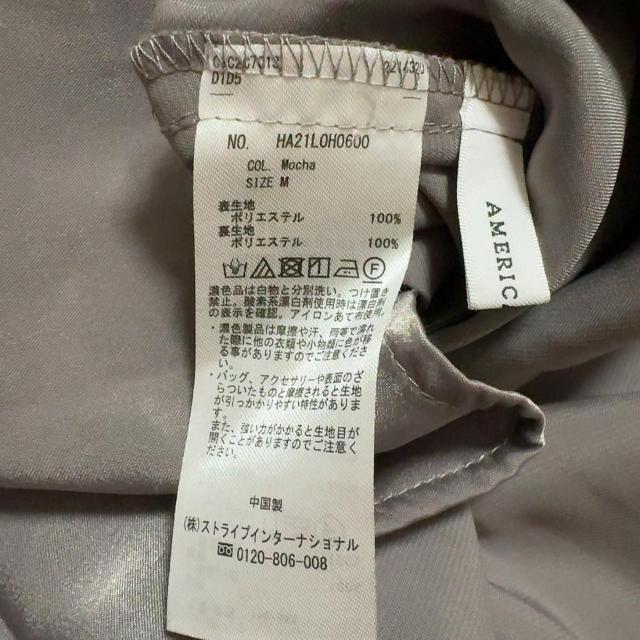 D1D5
NO. HA21L0H0600
COL. Mocha
SIZE M
表生地
ポリエステル 100%
裏生地
ポリエステル 100%
濃色品は白物と分別洗い。つけ置き
禁止。酸素系漂白剤使用時は漂白剤
の表示を確認。アイロンあて布使用。
・濃色製品は摩擦や汗、雨等で濡れ
た際に他の衣類や小物類に色が移
る事がありますのでご注意くださ
い。
・バッグ、アクセサリーや表面のざ
らついたものと摩擦されると生地
が引っかかりやすい特性がありま
す。
また、強い力がかかると生地目が
開くことがありますのでご注意く
ださい。
中国製
(株)ストライプインターナショナル
0120-806-008
AMERIC